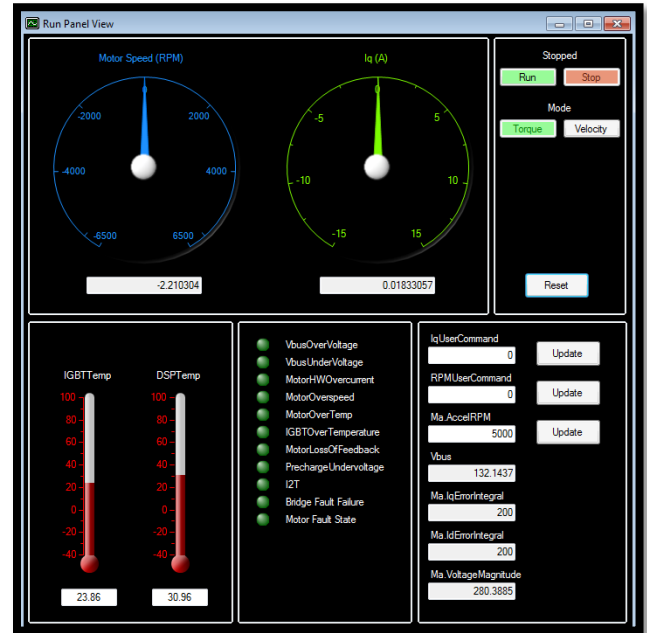 Run Panel View
Motor Speed (RPM)
0
-2000
2000
-4000
4000
-6500
6500
-2.210304
Iq (A)
0
-5
5
-10
10
-15
15
0.01833057
Stopped
Run
Stop
Mode
Torque
Velocity
Reset
IGBTTemp
100
80
60
40
20
0
-20
-40
23.86
DSPTemp
100
80
60
40
20
0
-20
-40
30.96
VbusOverVoltage
VbusUnderVoltage
MotorHWOvercurrent
MotorOverspeed
MotorOverTemp
IGBTOverTemperature
MotorLossOfFeedback
PrechargeUndervoltage
I2T
Bridge Fault Failure
Motor Fault State
IqUserCommand
0
Update
RPMUserCommand
0
Update
Ma.AccelRPM
5000
Update
Vbus
132.1437
Ma.IqErrorIntegral
200
Ma.IdErrorIntegral
200
Ma.VoltageMagnitude
280.3885